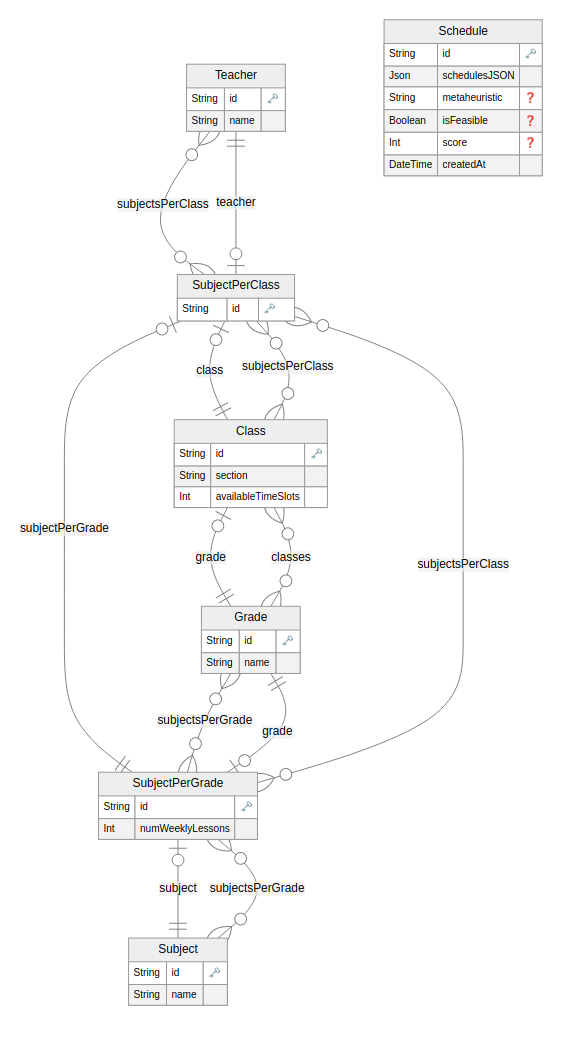 Schedule
String id
Json schedulesJSON
String metaheuristic ❓
Boolean isFeasible ❓
Int score ❓
DateTime createdAt
Teacher
String id
String name
subjectsPerClass
teacher
SubjectPerClass
String id
class
subjectsPerClass
Class
String id
String section
Int availableTimeSlots
subjectPerGrade
grade
classes
subjectsPerClass
Grade
String id
String name
subjectsPerGrade
grade
SubjectPerGrade
String id
Int numWeeklyLessons
subject
subjectsPerGrade
Subject
String id
String name